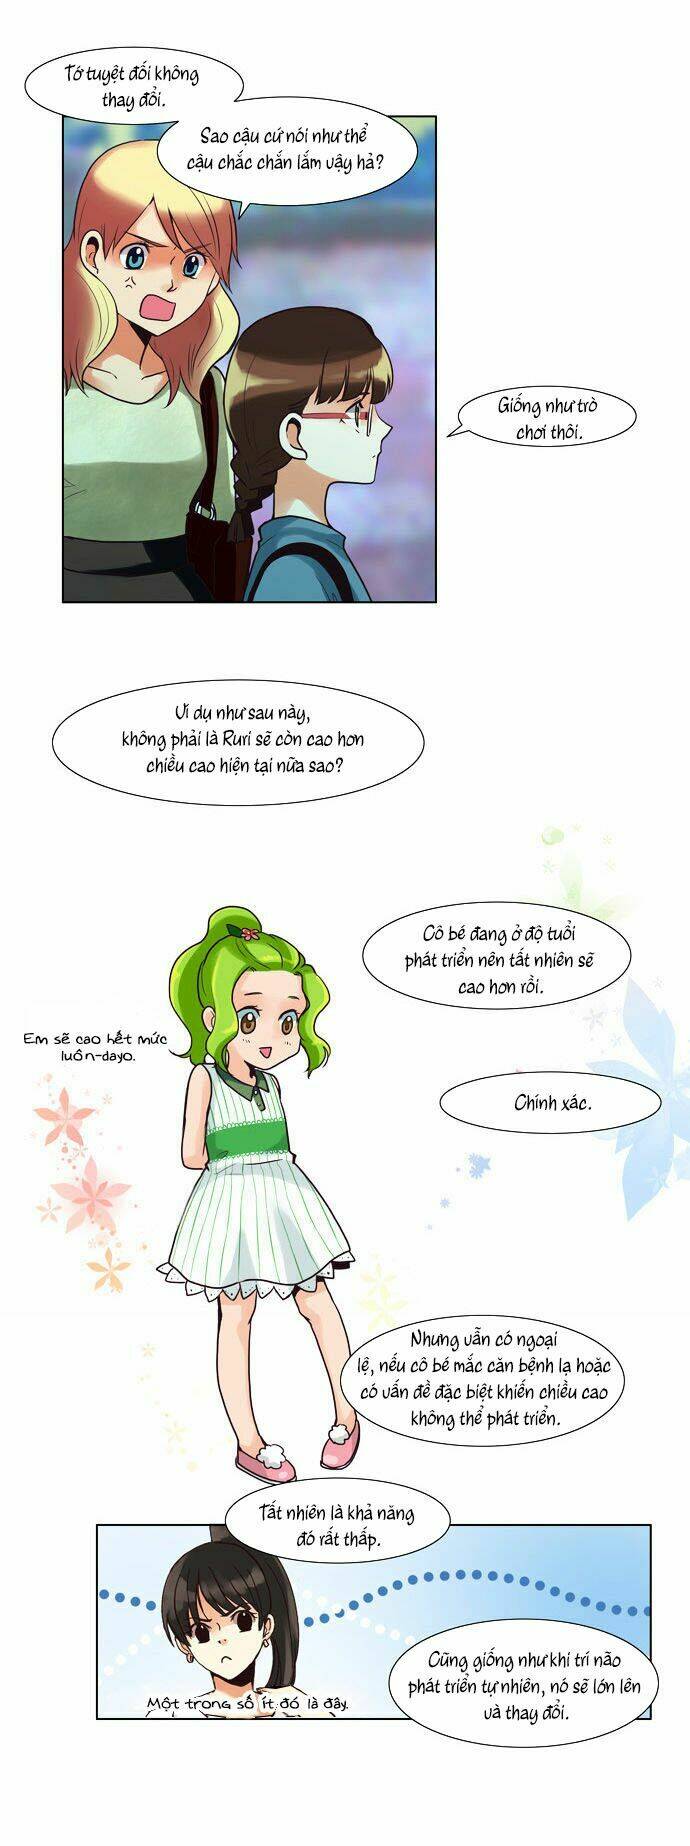 Tớ tuyệt đối không
thay đổi.
Sao cậu cứ nói như thể
cậu chắc chắn lắm vậy hả?
Giống như trò
chơi thôi.
Ví dụ như sau này,
không phải là Ruri sẽ còn cao hơn
chiều cao hiện tại nữa sao?
Cô bé đang ở độ tuổi
phát triển nên tất nhiên sẽ
cao hơn rồi.
Em sẽ cao hết mức
luôn-dayo.
Chính xác.
Nhưng vẫn có ngoại
lệ, nếu cô bé mắc căn bệnh lạ hoặc
có vấn đề đặc biệt khiến chiều cao
không thể phát triển.
Tất nhiên là khả năng
đó rất thấp.
Cũng giống như khi trí não
phát triển tự nhiên, nó sẽ lớn lên
và thay đổi.
Một trong số ít đó là đây.